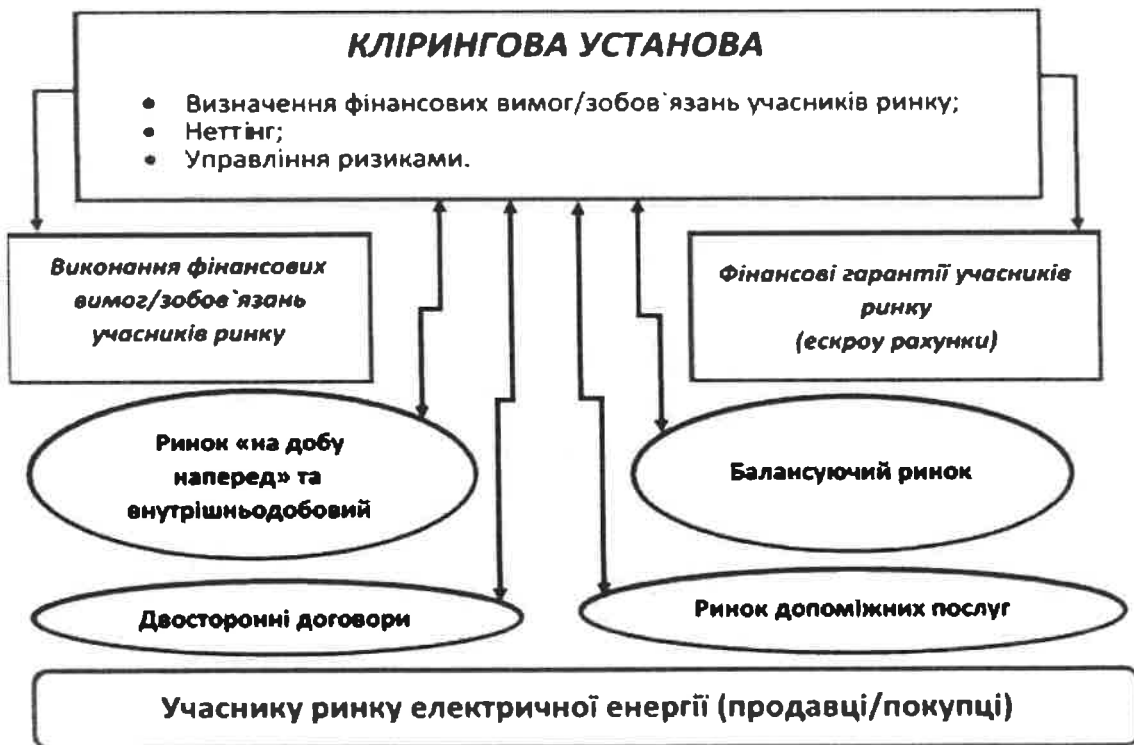 КЛІРИНГОВА УСТАНОВА
• Визначення фінансових вимог/зобов`язань учасників ринку;
• Неттінг;
• Управління ризиками.
Виконання фінансових
вимог/зобов`язань
учасників ринку
Фінансові гарантії учасників
ринку
(ескроу рахунки)
Ринок «на добу
наперед» та
внутрішньодобовий
Балансуючий ринок
Двосторонні договори
Ринок допоміжних послуг
Учаснику ринку електричної енергії (продавці/покупці)